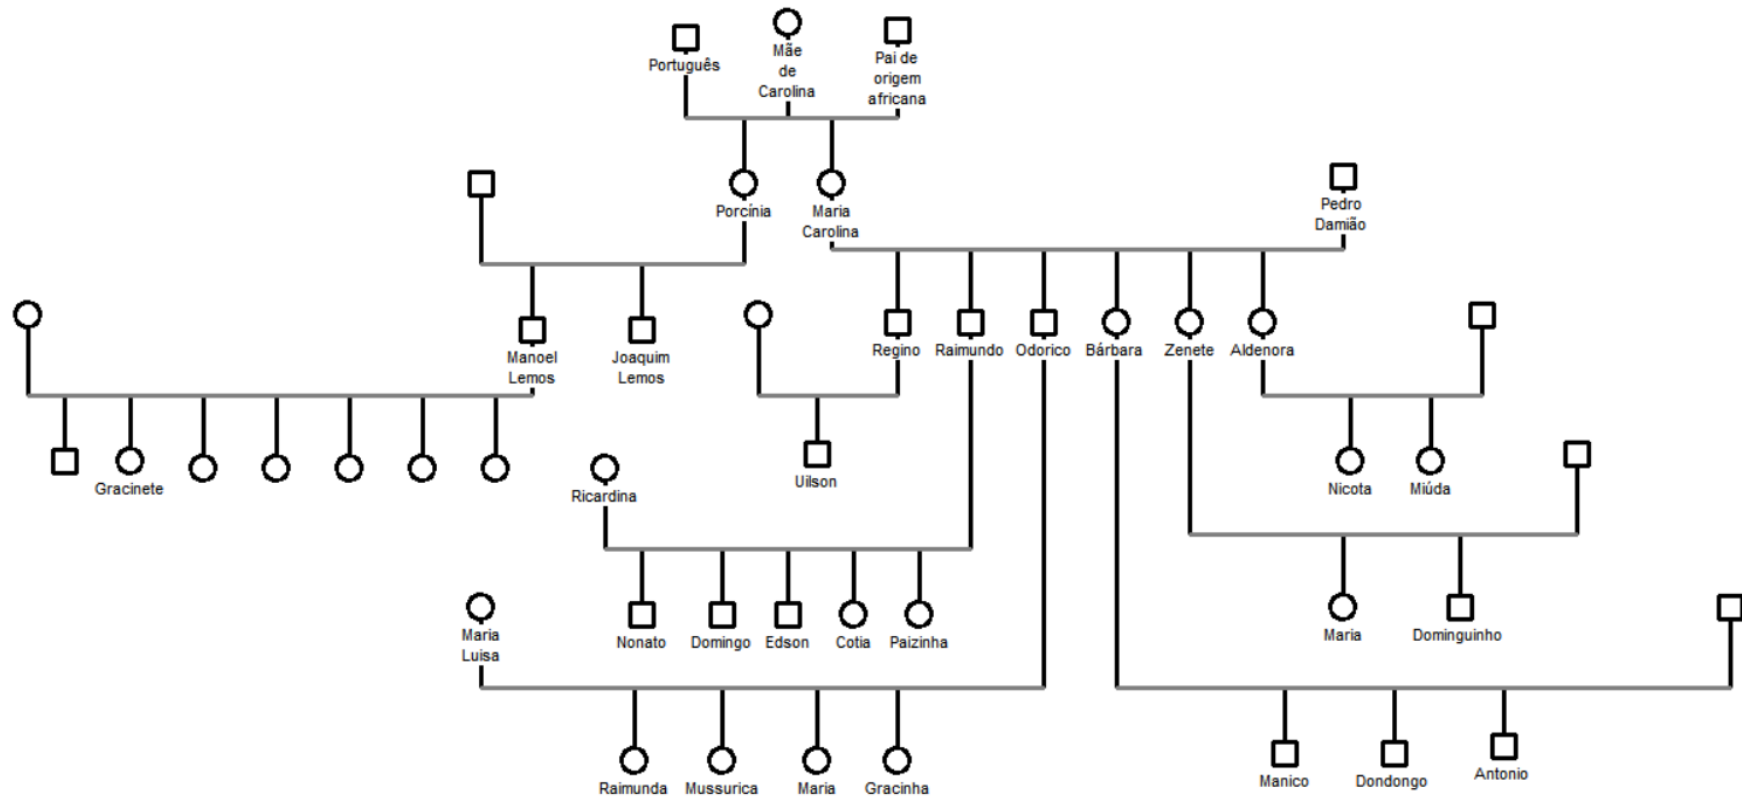 Português
Mãe
de
Carolina
Pai de
origem
africana
Porcínia
Maria
Carolina
Pedro
Damião
Manoel
Lemos
Joaquim
Lemos
Regino
Raimundo
Odorico
Bárbara
Zenete
Aldenora
Gracinete
Ricardina
Uilson
Nicota
Miúda
Maria
Luisa
Nonato
Domingo
Edson
Cotia
Paizinha
Maria
Dominguinho
Raimunda
Mussurica
Maria
Gracinha
Manico
Dondongo
Antonio